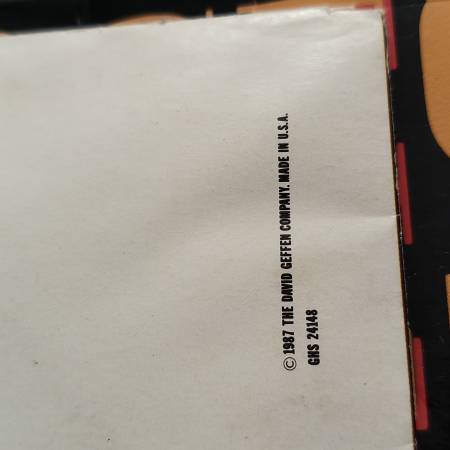 © 1987 THE DAVID GEFFEN COMPANY. MADE IN U.S.A.
GHS 24148